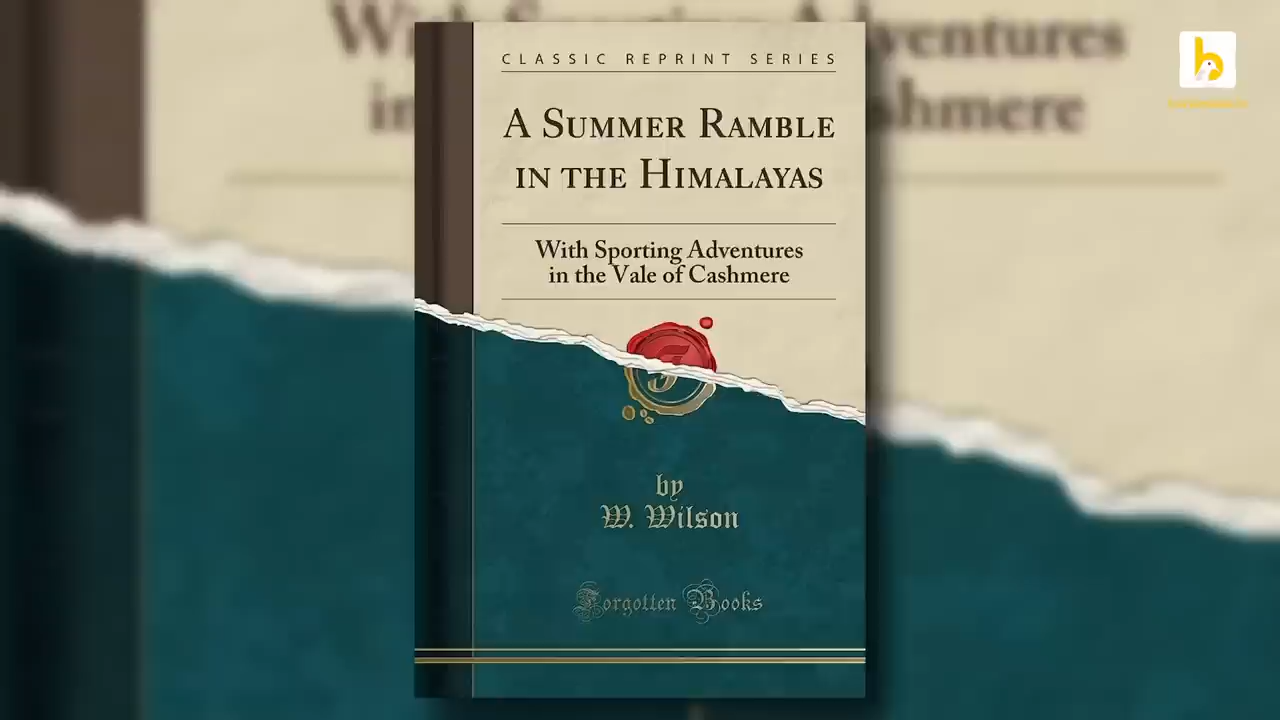 CLASSIC REPRINT SERIES
A SUMMER RAMBLE
IN THE HIMALAYAS
With Sporting Adventures
in the Vale of Cashmere
by
W. Wilson
Forgotten Books